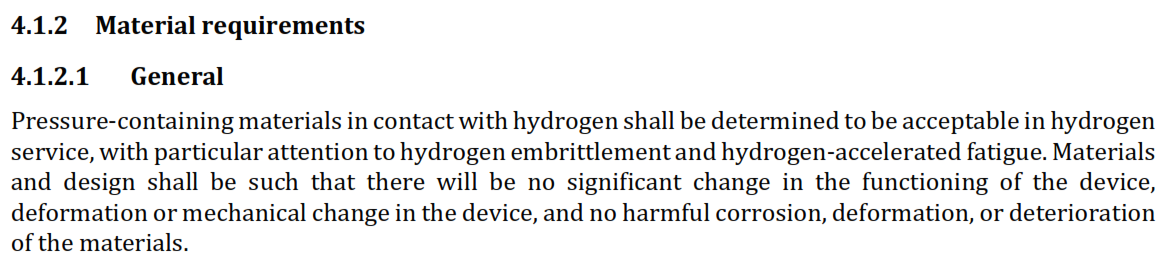 4.1.2 Material requirements
4.1.2.1 General
Pressure-containing materials in contact with hydrogen shall be determined to be acceptable in hydrogen
service, with particular attention to hydrogen embrittlement and hydrogen-accelerated fatigue. Materials
and design shall be such that there will be no significant change in the functioning of the device,
deformation or mechanical change in the device, and no harmful corrosion, deformation, or deterioration
of the materials.